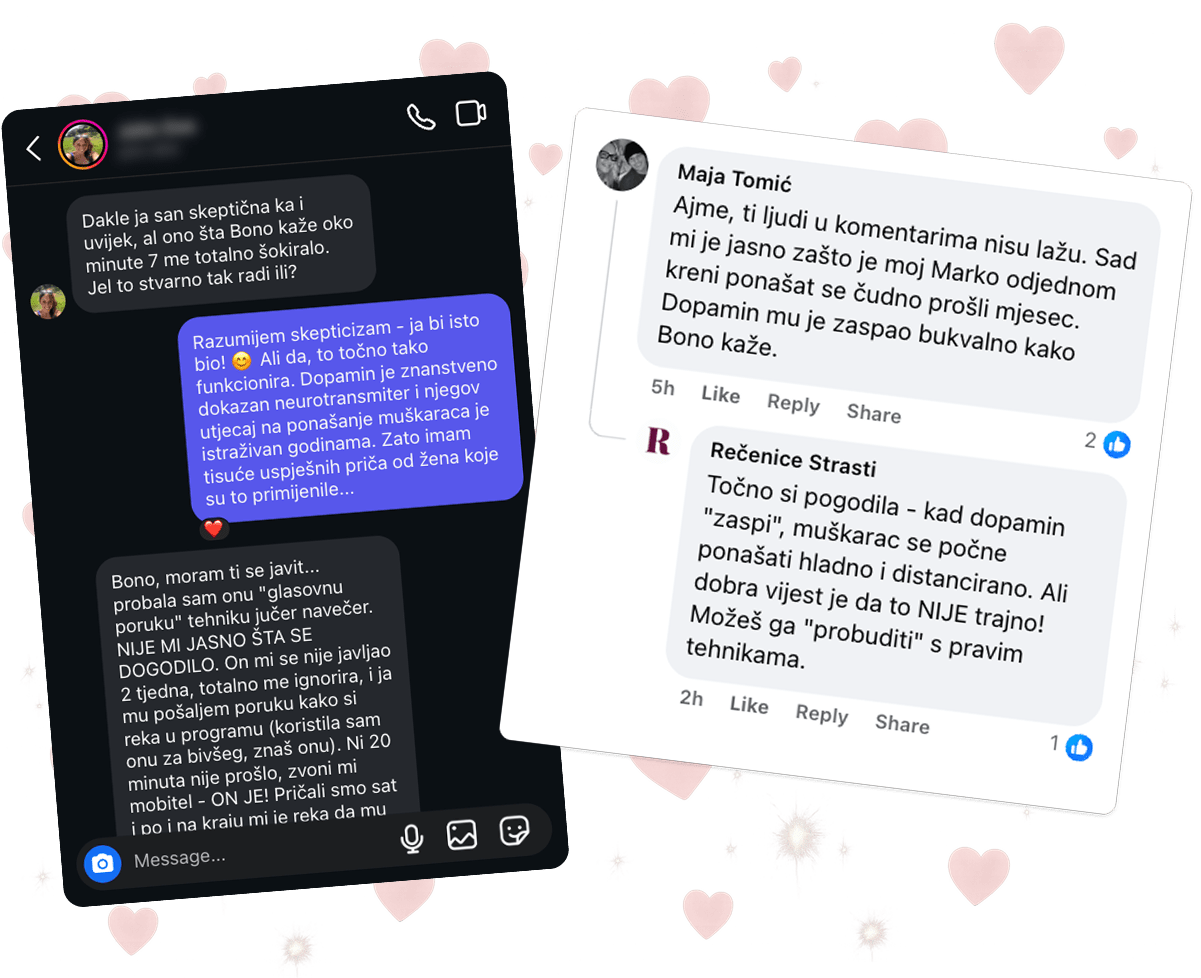 Dakle ja san skeptična ka i
uvijek, al ono šta Bono kaže oko
minute 7 me totalno šokiralo.
Jel to stvarno tak radi ili?
Razumijem skepticizam - ja bi isto
bio! 😊 Ali da, to točno tako
funkcionira. Dopamin je znanstveno
dokazan neurotransmiter i njegov
utjecaj na ponašanje muškaraca je
istraživan godinama. Zato imam
tisuće uspješnih priča od žena koje
su to primijenile...
❤️
Bono, moram ti se javit...
probala sam onu "glasovnu
poruku" tehniku jučer navečer.
NIJE MI JASNO ŠTA SE
DOGODILO. On mi se nije javljao
2 tjedna, totalno me ignorira, i ja
mu pošaljem poruku kako si
reka u programu (koristila sam
onu za bivšeg, znaš onu). Ni 20
minuta nije prošlo, zvoni mi
mobitel - ON JE! Pričali smo sat
i po i na kraju mi je reka da mu
Message...
Maja Tomić
Ajme, ti ljudi u komentarima nisu lažu. Sad
mi je jasno zašto je moj Marko odjednom
kreni ponašat se čudno prošli mjesec.
Dopamin mu je zaspao bukvalno kako
Bono kaže.
5h Like Reply Share
2
R
Rečenice Strasti
Točno si pogodila - kad dopamin
"zaspi", muškarac se počne
ponašati hladno i distancirano. Ali
dobra vijest je da to NIJE trajno!
Možeš ga "probuditi" s pravim
tehnikama.
2h Like Reply Share
1